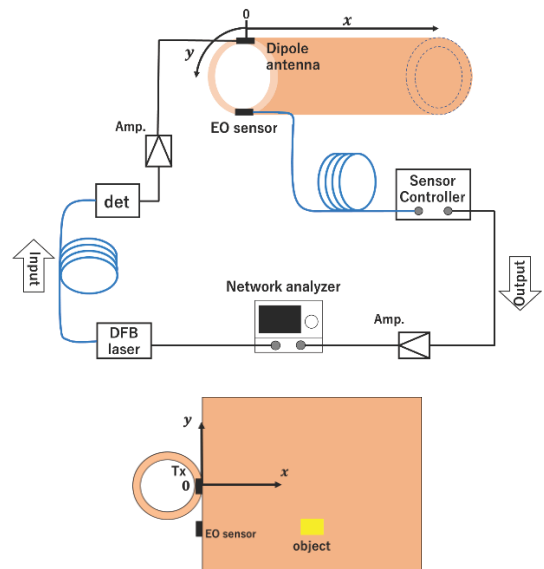 0
x
y
Dipole
antenna
Amp.
EO sensor
det
Sensor
Controller
Input
Output
Network analyzer
DFB
laser
Amp.
y
Tx
0
x
EO sensor
object